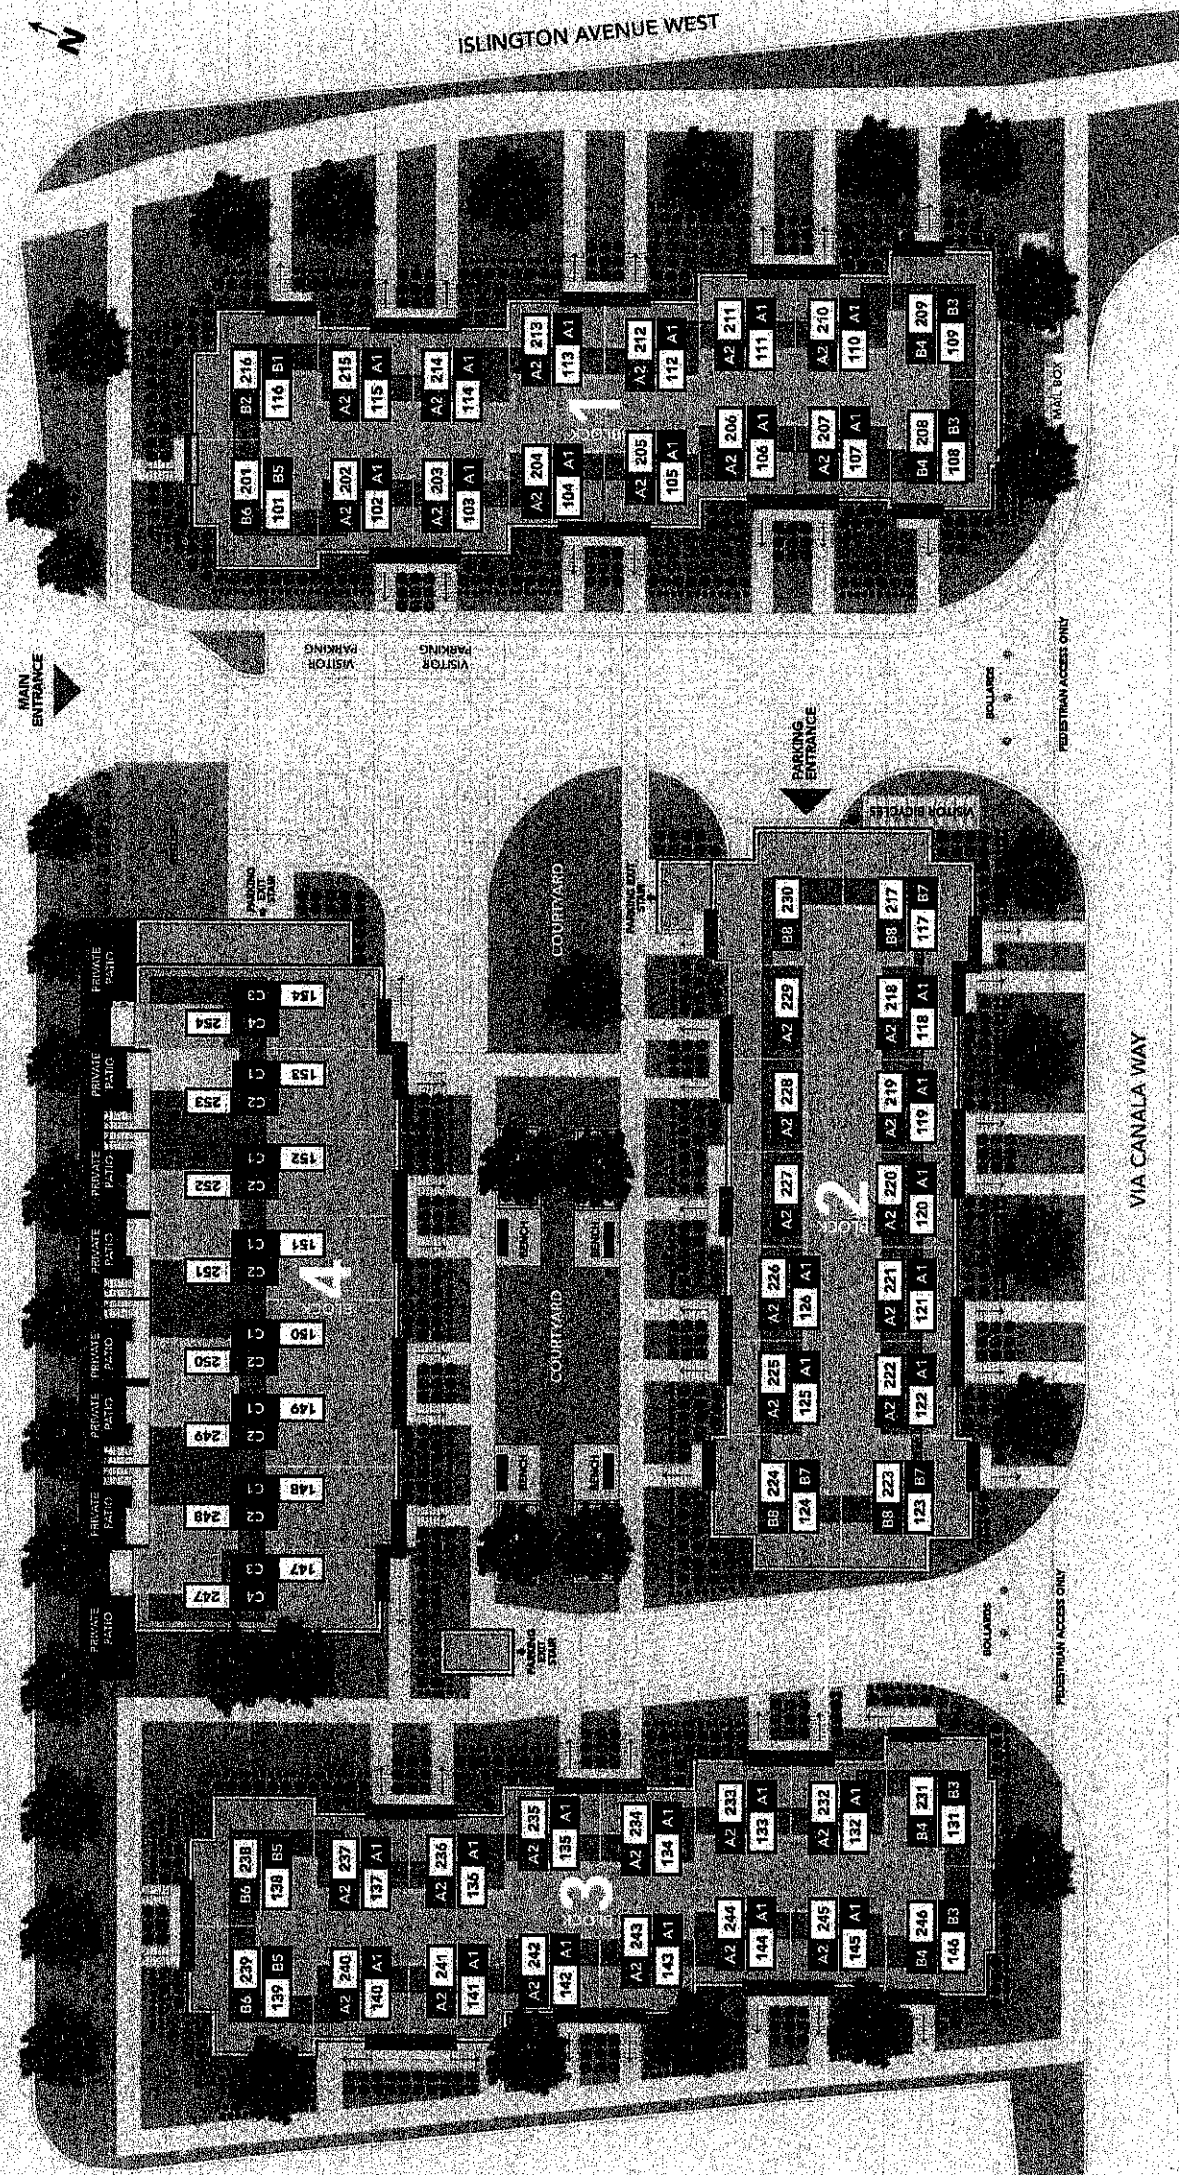 N
ISLINGTON AVENUE WEST
B2 216
116 B1
A2 215
115 A1
A2 214
114 A1
A2 213
113 A1
A2 212
112 A1
A2 211
111 A1
A2 210
110 A1
B4 209
109 B3
B6 201
101 B5
A2 202
102 A1
A2 203
103 A1
A2 204
104 A1
A2 205
105 A1
A2 206
106 A1
A2 207
107 A1
B4 208
108 B3
BLOCK
1
MAIL BOX
MAIN
ENTRANCE
VISITOR
PARKING
VISITOR
PARKING
BOLLARDS
PEDESTRIAN ACCESS ONLY
PARKING
ENTRANCE
VISITOR BICYCLES
PARKING
EXIT
STAIR
COURTYARD
PARKING EXIT
STAIR
PRIVATE
PATIO
PRIVATE
PATIO
PRIVATE
PATIO
PRIVATE
PATIO
PRIVATE
PATIO
PRIVATE
PATIO
PRIVATE
PATIO
PRIVATE
PATIO
254
C4
C3
154
253
C2
C1
153
252
C2
C1
152
251
C2
C1
151
250
C2
C1
150
249
C2
C1
149
248
C2
C1
148
247
C4
C3
147
BLOCK
4
BENCH
BENCH
COURTYARD
BENCH
BENCH
B8 230
A2 229
A2 228
A2 227
A2 226
126 A1
A2 225
125 A1
B8 224
124 B7
B8 217
117 B7
A2 218
118 A1
A2 219
119 A1
A2 220
120 A1
A2 221
121 A1
A2 222
122 A1
B8 223
123 B7
BLOCK
2
VIA CANALA WAY
PARKING
EXIT
STAIR
BOLLARDS
PEDESTRIAN ACCESS ONLY
B6 238
138 B5
A2 237
137 A1
A2 236
136 A1
A2 235
135 A1
A2 234
134 A1
A2 233
133 A1
A2 232
132 A1
B4 231
131 B3
B6 239
139 B5
A2 240
140 A1
A2 241
141 A1
A2 242
142 A1
A2 243
143 A1
A2 244
144 A1
A2 245
145 A1
B4 246
146 B3
BLOCK
3